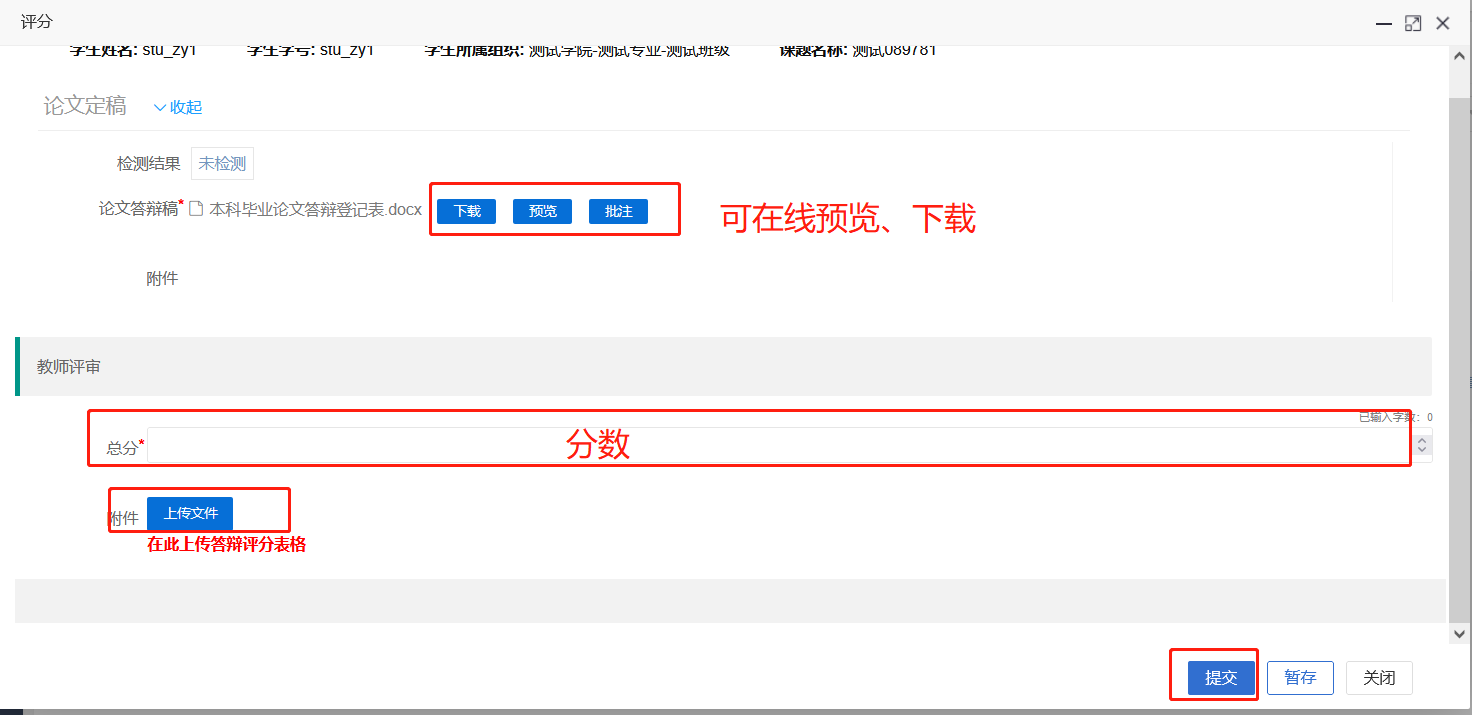 评分
学生姓名: stu_zy1 学生学号: stu_zy1 学生所属组织: 测试学院-测试专业-测试班级 课题名称: 测试089781
论文定稿 收起
检测结果 未检测
论文答辩稿* 本科毕业论文答辩登记表.docx 下载 预览 批注 可在线预览、下载
附件
教师评审
已输入字数: 0
总分* 分数
附件 上传文件
在此上传答辩评分表格
提交 暂存 关闭